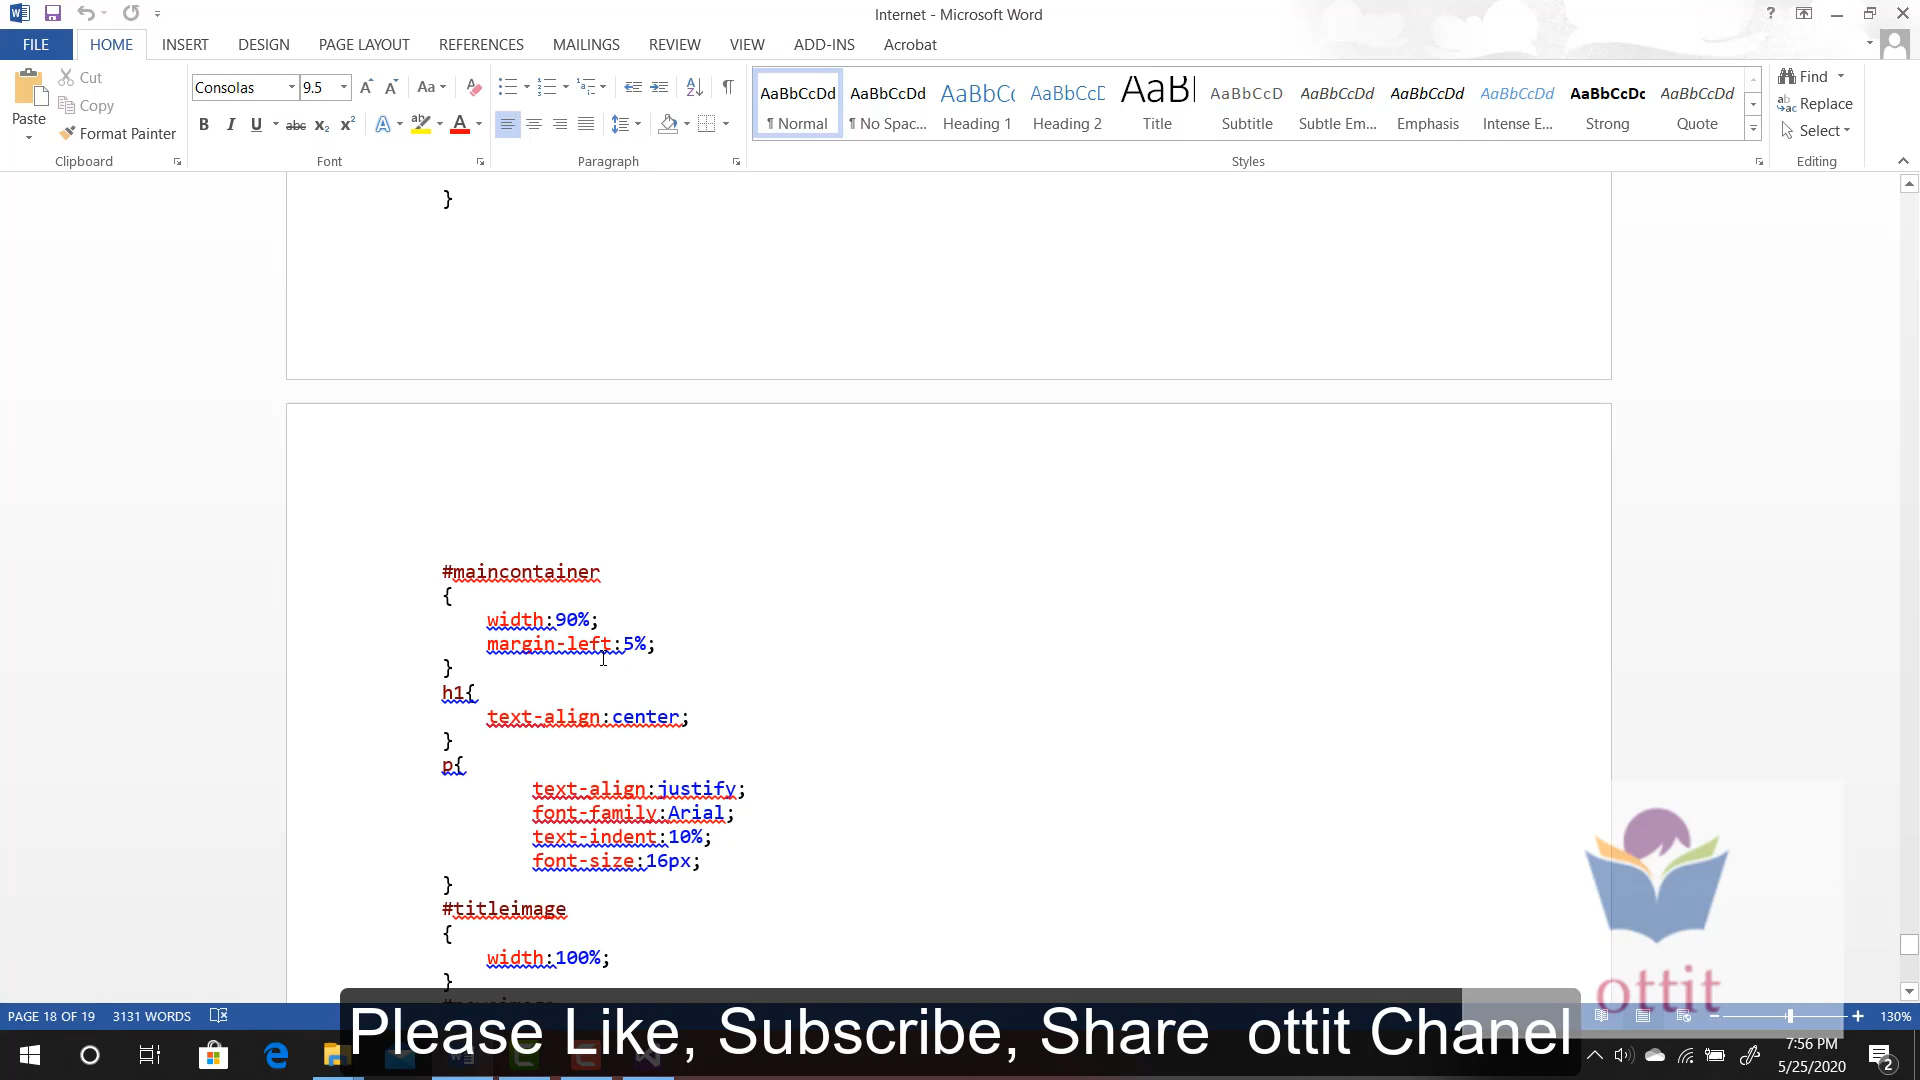 Internet - Microsoft Word
FILE HOME INSERT DESIGN PAGE LAYOUT REFERENCES MAILINGS REVIEW VIEW ADD-INS Acrobat
Paste
Cut
Copy
Format Painter
Clipboard
Consolas 9.5
Font
Paragraph
AaBbCcDd AaBbCcDd AaBbCc AaBbCcC AaB AaBbCcD AaBbCcDd AaBbCcDd AaBbCcDd AaBbCcDc AaBbCcDd
¶ Normal ¶ No Spac... Heading 1 Heading 2 Title Subtitle Subtle Em... Emphasis Intense E... Strong Quote
Styles
Find
Replace
Select
Editing
}
#maincontainer
{
width:90%;
margin-left:5%;
}
h1{
text-align:center;
}
p{
text-align:justify;
font-family:Arial;
text-indent:10%;
font-size:16px;
}
#titleimage
{
width:100%;
}
ottit
PAGE 18 OF 19 3131 WORDS
130%
Please Like, Subscribe, Share ottit Chanel
7:56 PM
5/25/2020
2